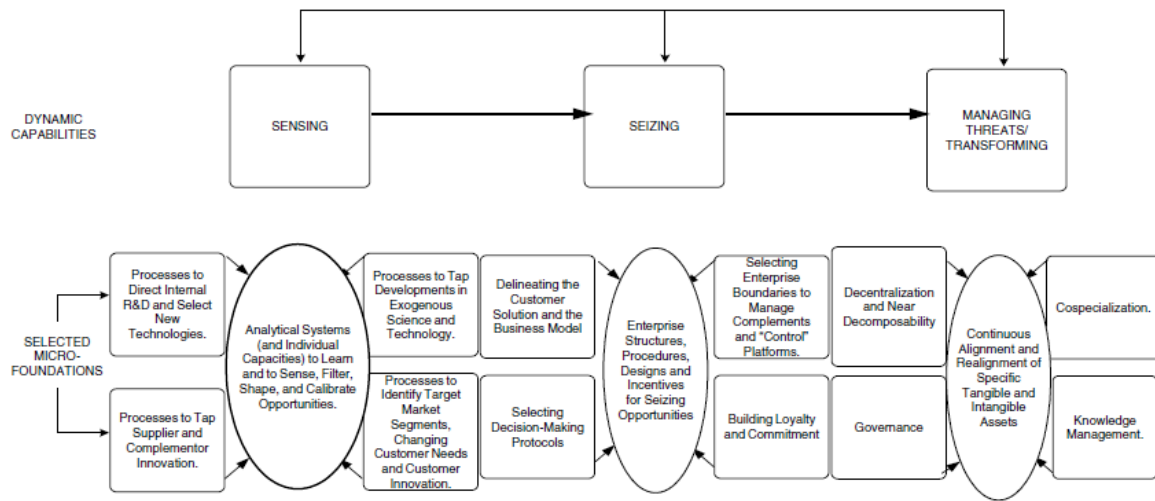 DYNAMIC
CAPABILITIES
SENSING
SEIZING
MANAGING
THREATS/
TRANSFORMING
SELECTED
MICRO-
FOUNDATIONS
Processes to
Direct Internal
R&D and Select
New
Technologies.
Processes to Tap
Supplier and
Complementor
Innovation.
Analytical Systems
(and Individual
Capacities) to Learn
and to Sense, Filter,
Shape, and Calibrate
Opportunities.
Processes to Tap
Developments in
Exogenous
Science and
Technology.
Processes to
Identify Target
Market
Segments,
Changing
Customer Needs
and Customer
Innovation.
Delineating the
Customer
Solution and the
Business Model
Selecting
Decision-Making
Protocols
Enterprise
Structures,
Procedures,
Designs and
Incentives
for Seizing
Opportunities
Selecting
Enterprise
Boundaries to
Manage
Complements
and “Control”
Platforms.
Building Loyalty
and Commitment
Decentralization
and Near
Decomposability
Governance
Continuous
Alignment and
Realignment of
Specific
Tangible and
Intangible
Assets
Cospecialization.
Knowledge
Management.